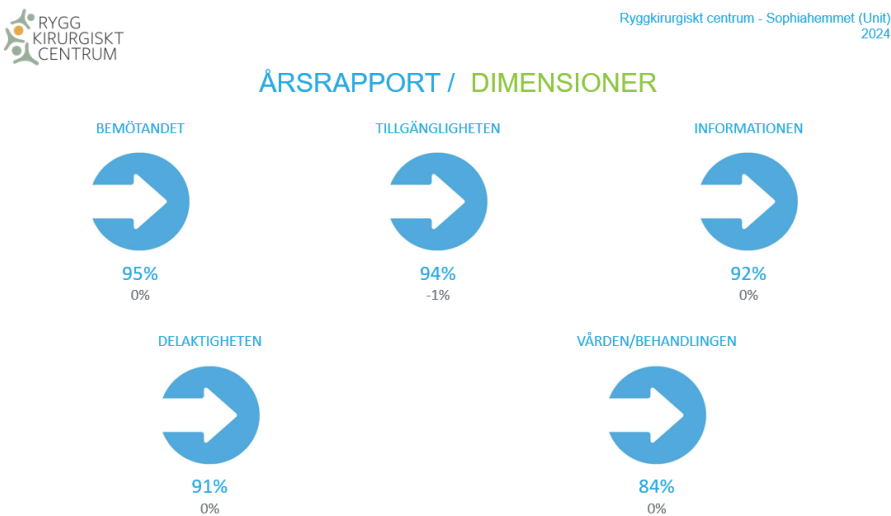 RYGG
KIRURGISKT
CENTRUM
Ryggkirurgiskt centrum - Sophiahemmet (Unit)
2024
ÅRSRAPPORT / DIMENSIONER
BEMÖTANDET
TILLGÄNGLIGHETEN
INFORMATIONEN
95%
94%
92%
0%
-1%
0%
DELAKTIGHETEN
VÅRDEN/BEHANDLINGEN
91%
84%
0%
0%